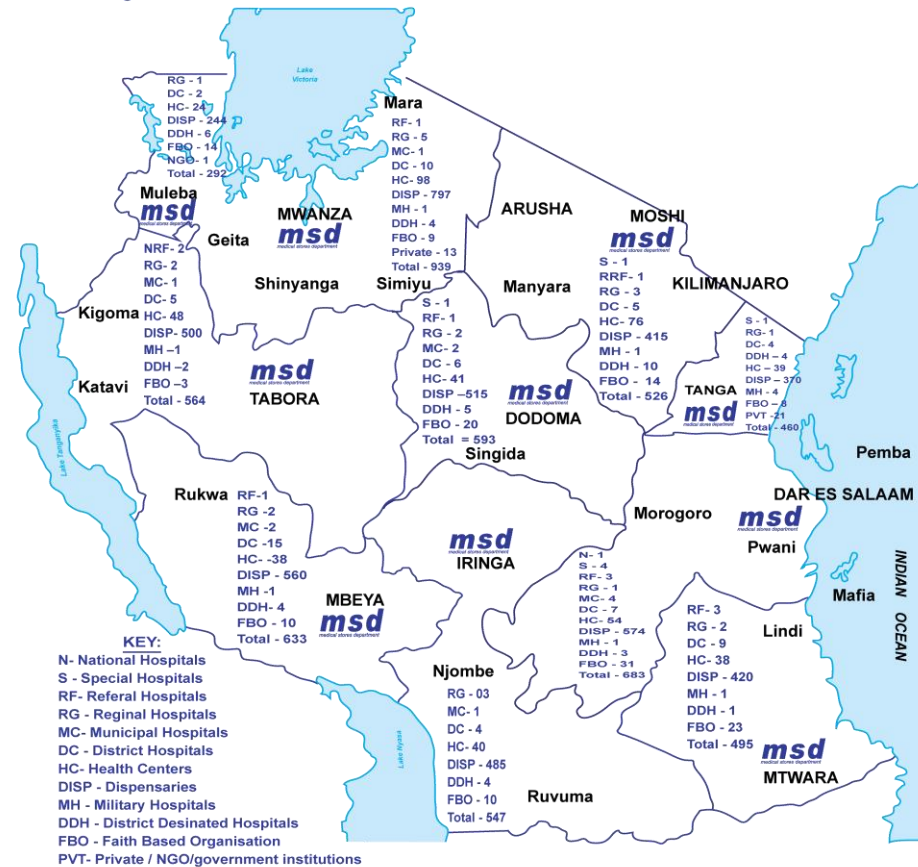 Lake
Victoria
RG - 1
DC - 2
HC- 24
DISP - 244
DDH - 6
FBO - 14
NGO- 1
Total - 292
Muleba
msd
medical stores department
Mara
RF- 1
RG - 5
MC- 1
DC - 10
HC- 98
DISP - 797
MH - 1
DDH - 4
FBO - 9
Private - 13
Total - 939
MWANZA
msd
medical stores department
Geita
Shinyanga
Simiyu
ARUSHA
Manyara
MOSHI
msd
medical stores department
S - 1
RRF - 1
RG - 3
DC - 5
HC- 76
DISP - 415
MH - 1
DDH - 10
FBO - 14
Total - 526
KILIMANJARO
NRF- 2
RG- 2
MC- 1
DC- 5
HC- 48
DISP- 500
MH –1
DDH –2
FBO –3
Total - 564
Kigoma
Katavi
msd
medical stores department
TABORA
S - 1
RF- 1
RG - 2
MC- 2
DC - 6
HC- 41
DISP –515
DDH - 5
FBO - 20
Total = 593
msd
medical stores department
DODOMA
Singida
S - 1
RG- 1
DC- 4
DDH – 4
HC – 39
DISP – 370
MH - 4
FBO – 8
PVT -21
Total - 460
TANGA
msd
medical stores department
Pemba
DAR ES SALAAM
msd
medical stores department
Pwani
Morogoro
Mafia
INDIAN OCEAN
Lake Tanganyika
Rukwa
RF-1
RG -2
MC -2
DC -15
HC- -38
DISP - 560
MH -1
DDH- 4
FBO - 10
Total - 633
MBEYA
msd
medical stores department
msd
medical stores department
IRINGA
N- 1
S - 4
RF- 3
RG - 1
MC- 4
DC - 7
HC- 54
DISP - 574
MH - 1
DDH - 3
FBO - 31
Total - 683
Lindi
RF- 3
RG - 2
DC - 9
HC- 38
DISP - 420
MH - 1
DDH - 1
FBO - 23
Total - 495
msd
medical stores department
MTWARA
Njombe
RG - 03
MC- 1
DC - 4
HC- 40
DISP - 485
DDH - 4
FBO - 10
Total - 547
Ruvuma
Lake Nyasa
KEY:
N- National Hospitals
S - Special Hospitals
RF- Referal Hospitals
RG - Reginal Hospitals
MC- Municipal Hospitals
DC - District Hospitals
HC- Health Centers
DISP - Dispensaries
MH - Military Hospitals
DDH - District Desinated Hospitals
FBO - Faith Based Organisation
PVT- Private / NGO/government institutions